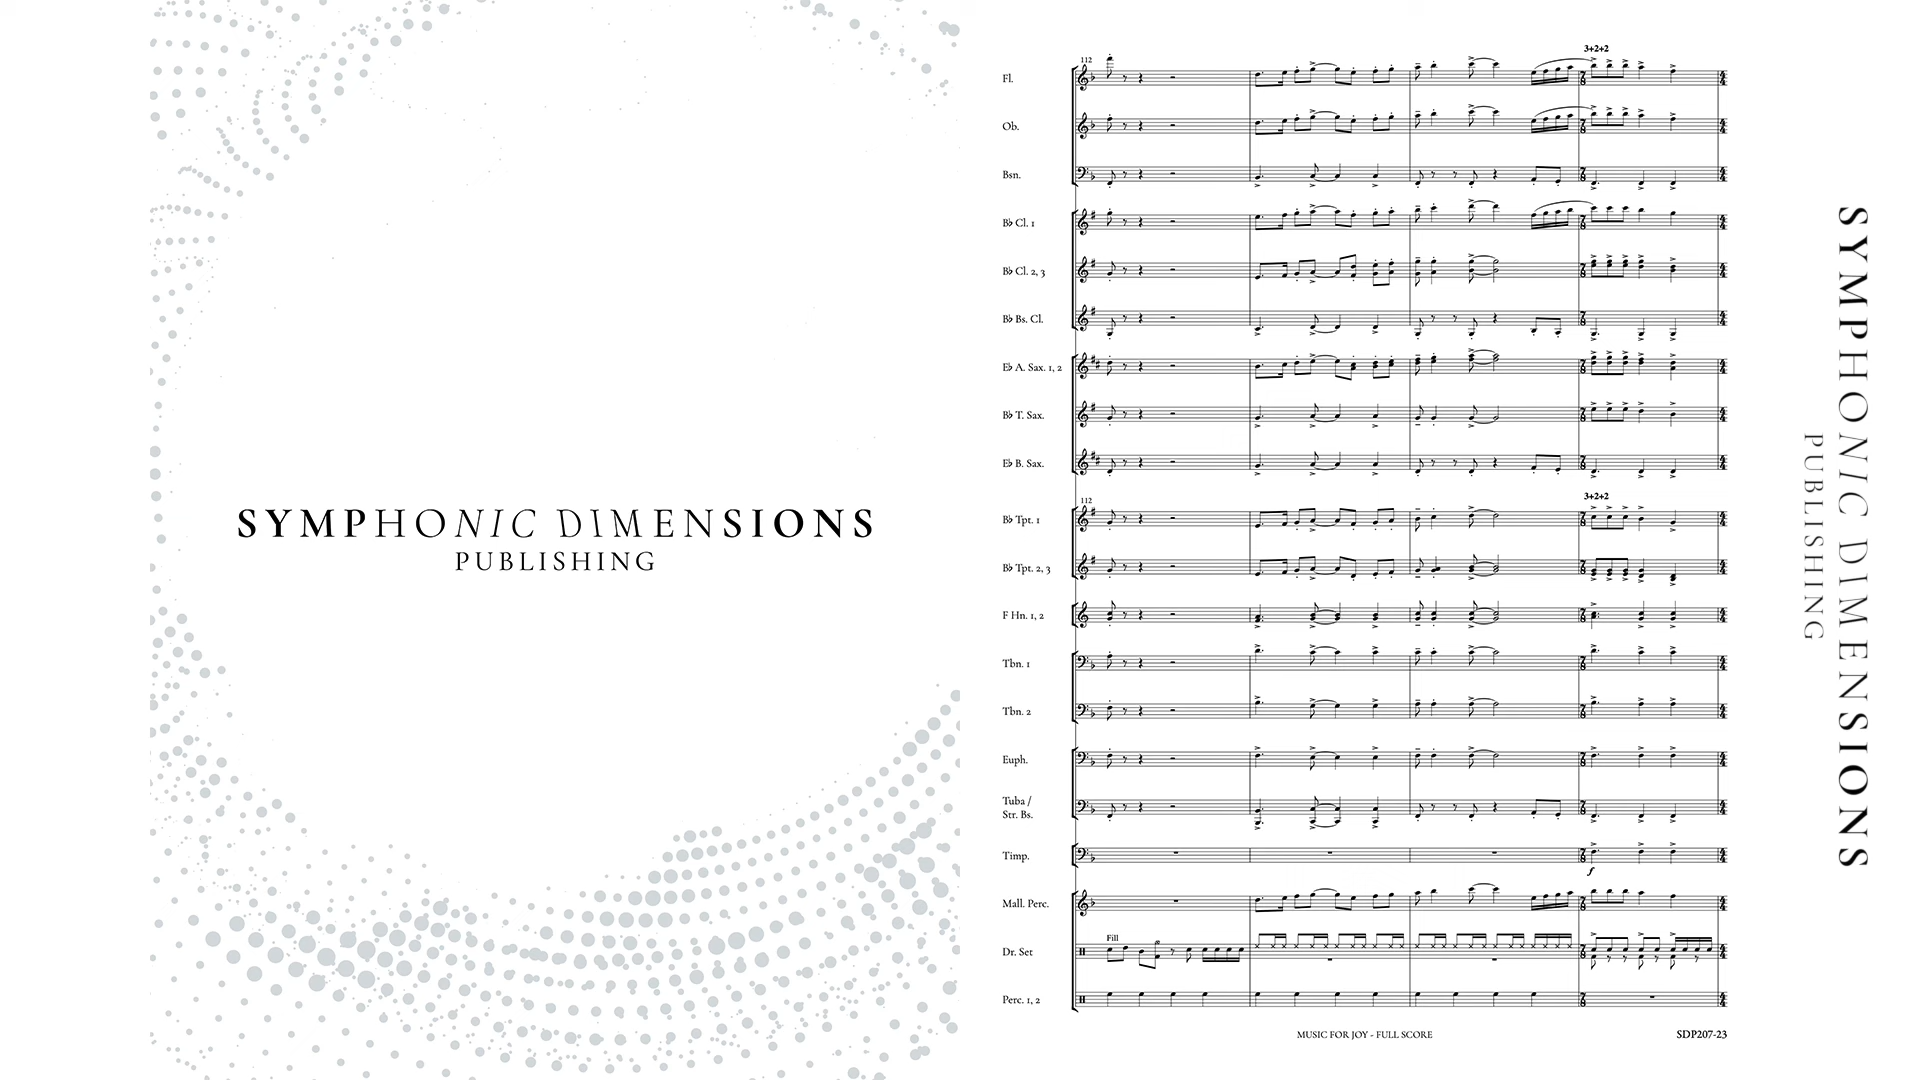 SYMPHONIC DIMENSIONS
PUBLISHING
112
3+2+2
Fl.
Ob.
Bsn.
B♭ Cl. 1
B♭ Cl. 2, 3
B♭ Bs. Cl.
E♭ A. Sax. 1, 2
B♭ T. Sax.
E♭ B. Sax.
112
3+2+2
B♭ Tpt. 1
B♭ Tpt. 2, 3
F Hn. 1, 2
Tbn. 1
Tbn. 2
Euph.
Tuba /
Str. Bs.
Timp.
f
Mall. Perc.
Fill
Dr. Set
Perc. 1, 2
MUSIC FOR JOY - FULL SCORE
SDP207-23
SYMPHONIC DIMENSIONS
PUBLISHING